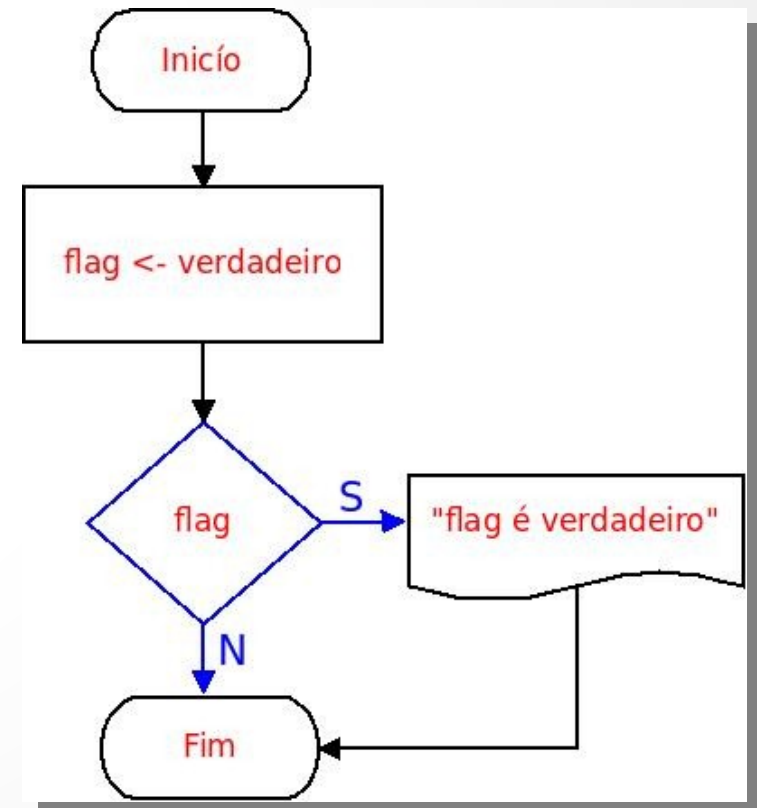 Inicío
flag <- verdadeiro
flag
S
"flag é verdadeiro"
N
Fim